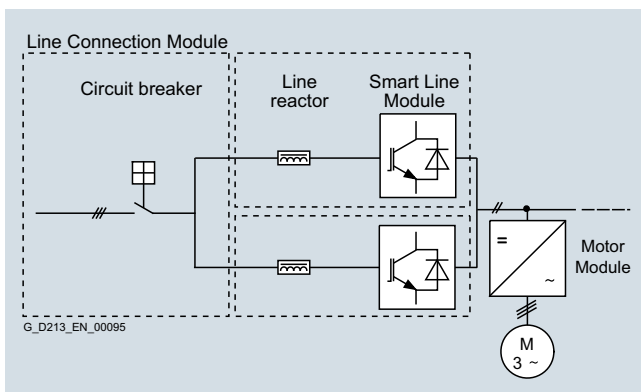 Line Connection Module
Circuit breaker
Line
reactor
Smart Line
Module
=
~
Motor
Module
M
3 ~
G_D213_EN_00095